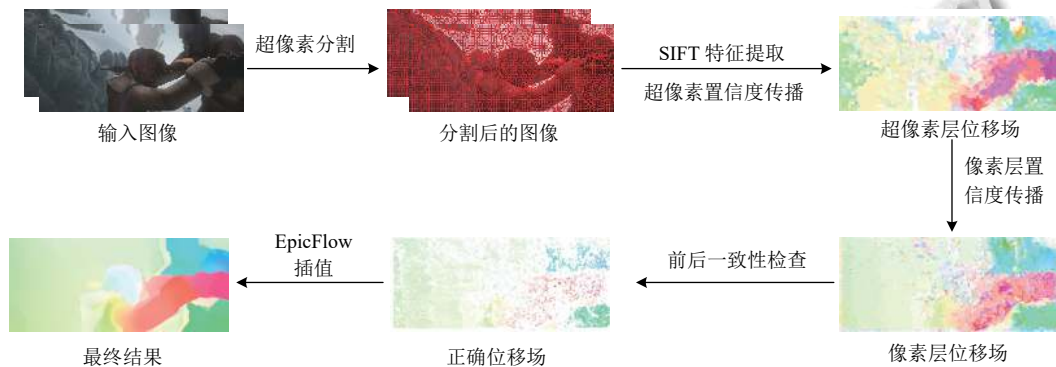 超像素分割
SIFT 特征提取
超像素置信度传播
输入图像
分割后的图像
超像素层位移场
像素层置
信度传播
前后一致性检查
EpicFlow
插值
像素层位移场
正确位移场
最终结果